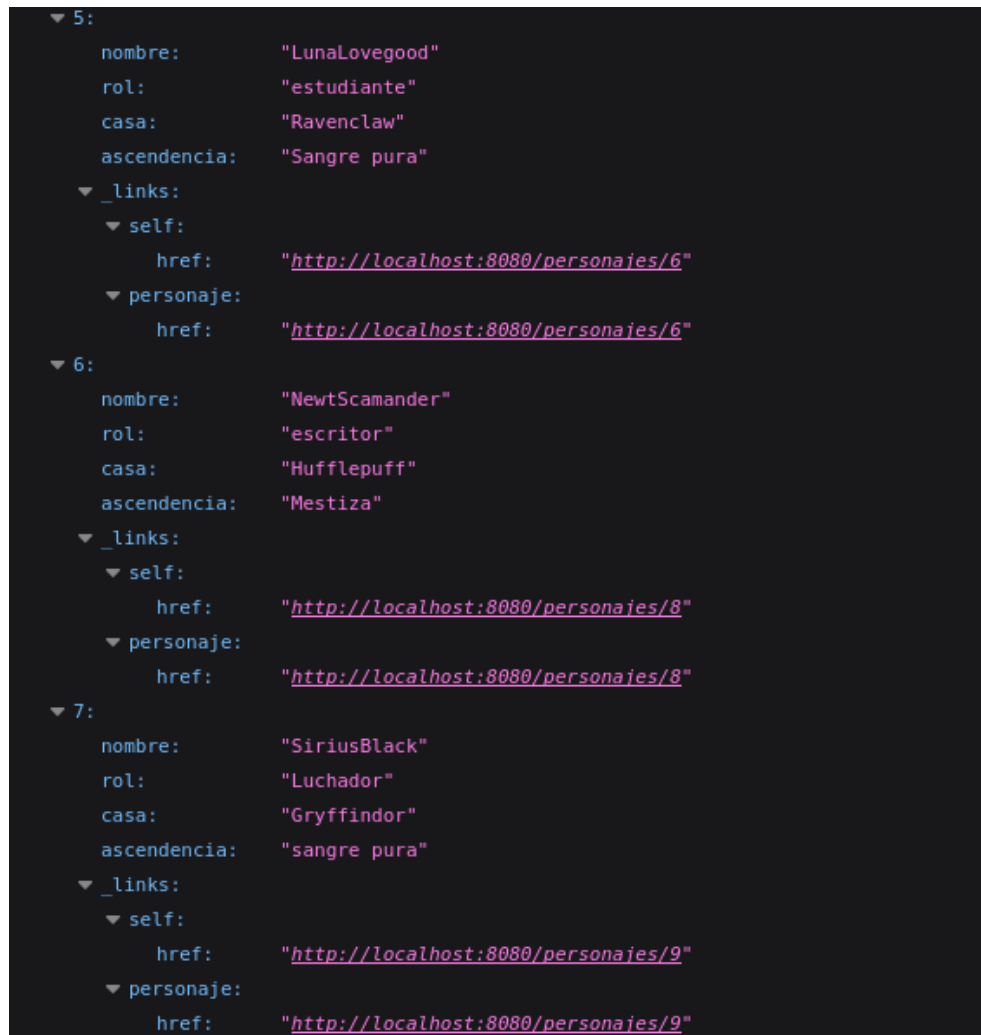 5:
nombre: "LunaLovegood"
rol: "estudiante"
casa: "Ravenclaw"
ascendencia: "Sangre pura"
_links:
self:
href: "http://localhost:8080/personajes/6"
personaje:
href: "http://localhost:8080/personajes/6"
6:
nombre: "NewtScamander"
rol: "escritor"
casa: "Hufflepuff"
ascendencia: "Mestiza"
_links:
self:
href: "http://localhost:8080/personajes/8"
personaje:
href: "http://localhost:8080/personajes/8"
7:
nombre: "SiriusBlack"
rol: "Luchador"
casa: "Gryffindor"
ascendencia: "sangre pura"
_links:
self:
href: "http://localhost:8080/personajes/9"
personaje:
href: "http://localhost:8080/personajes/9"